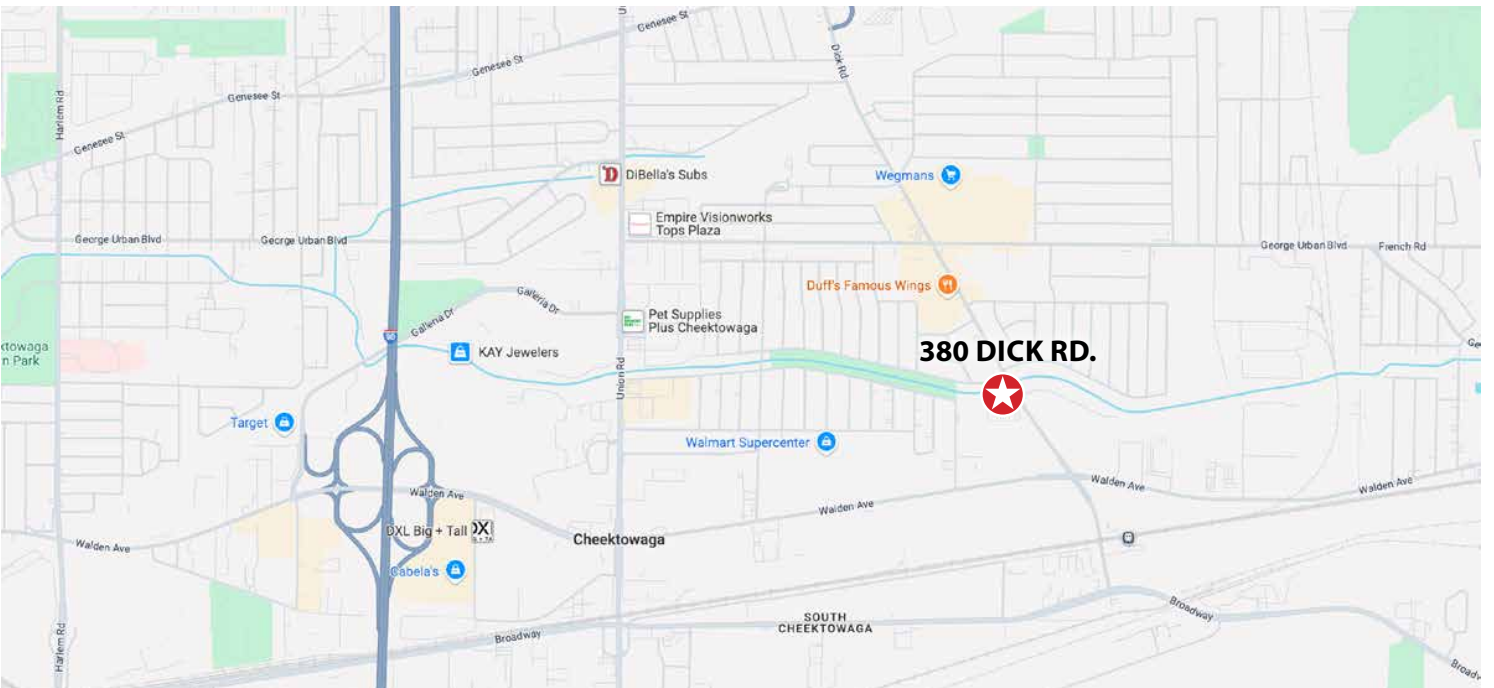 Genesee St
Genesee St
Dick Rd
Genesee St
Harlem Rd
Genesee St
D
DiBella's Subs
Wegmans
Empire Visionworks
Tops Plaza
George Urban Blvd
George Urban Blvd
George Urban Blvd
French Rd
Duff's Famous Wings
Galleria Dr
Galleria Dr
Pet Supplies
Plus Cheektowaga
90
KAY Jewelers
380 DICK RD.
ktowaga
n Park
Ge
Union Rd
Target
Walmart Supercenter
Walden Ave
Walden Ave
Walden Ave
Walden Ave
DXL Big + Tall
Cheektowaga
Walden Ave
Cabela's
SOUTH
CHEEKTOWAGA
Broadway
Broadway
Harlem Rd
Broadw